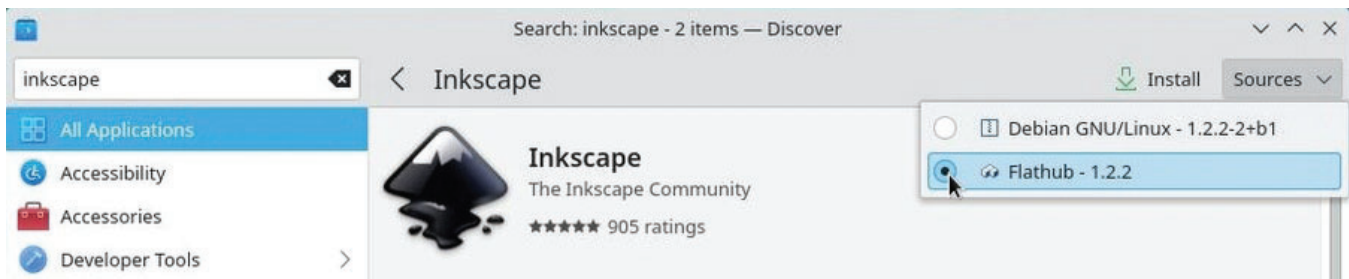 Search: inkscape - 2 items — Discover
inkscape
Inkscape
Install
Sources
All Applications
Accessibility
Accessories
Developer Tools
Inkscape
The Inkscape Community
905 ratings
Debian GNU/Linux - 1.2.2-2+b1
Flathub - 1.2.2